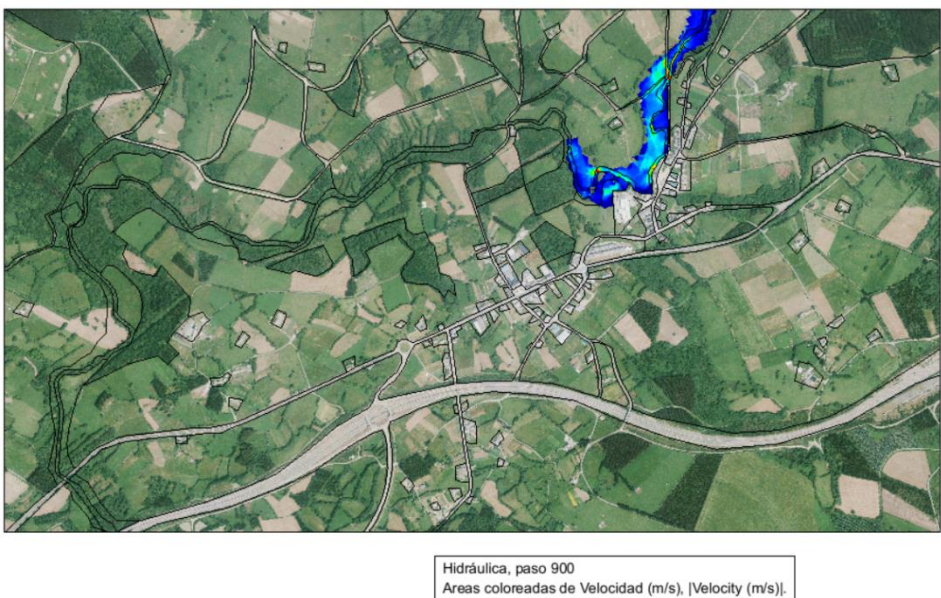 Hidráulica, paso 900
Areas coloreadas de Velocidad (m/s), |Velocity (m/s)|.